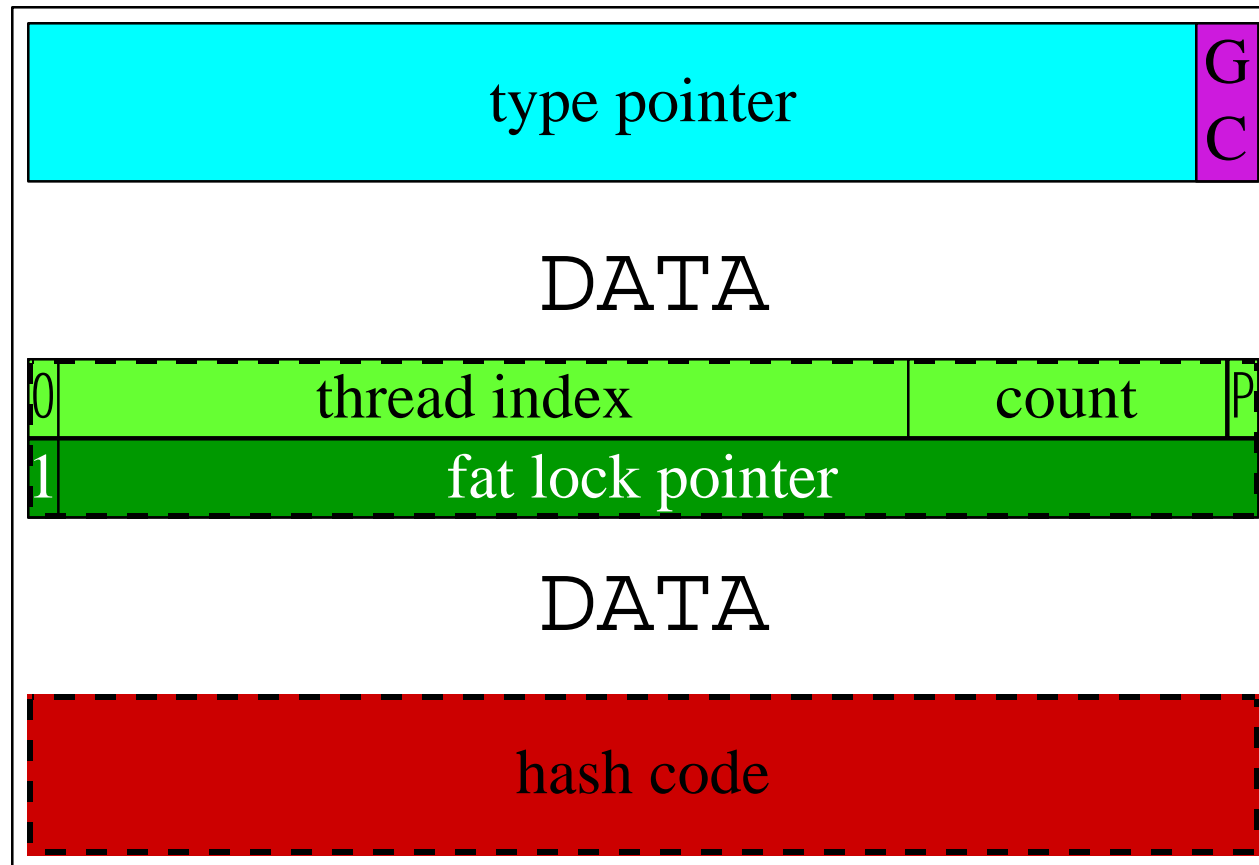 type pointer
G
C
DATA
0 thread index count P
1 fat lock pointer
DATA
hash code